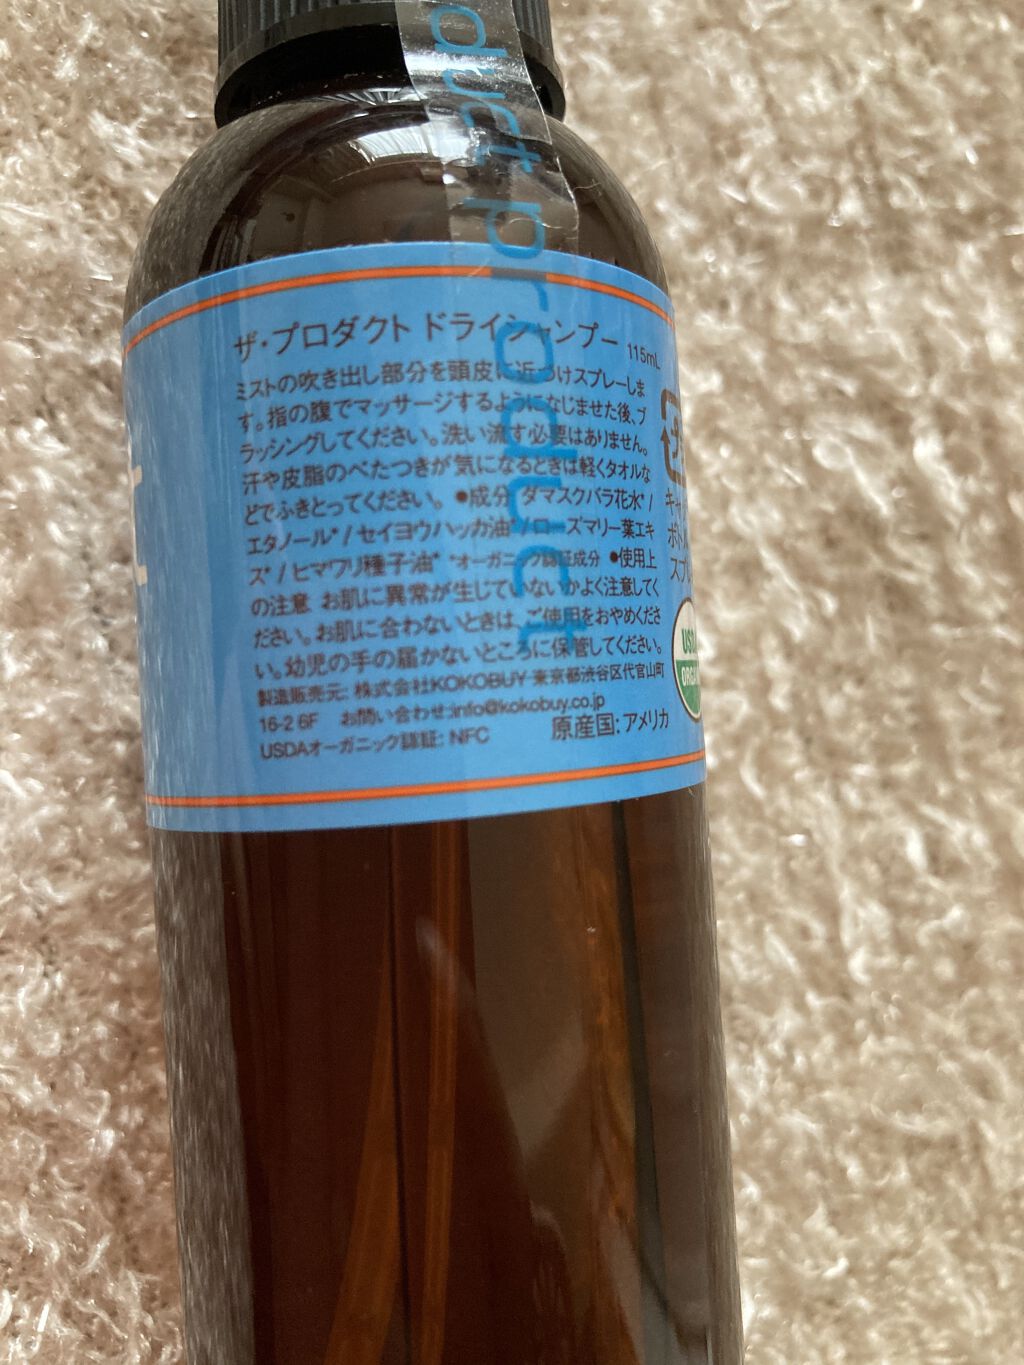 duct product
ザ・プロダクト ドライシャンプー 115mL
ミストの吹き出し部分を頭皮に近づけスプレーしま
す。指の腹でマッサージするようになじませた後、ブ
ラッシングしてください。洗い流す必要はありません。
汗や皮脂のべたつきが気になるときは軽くタオルな
どでふきとってください。 ●成分 ダマスクバラ花水* /
エタノール* / セイヨウハッカ油* / ローズマリー葉エキ
ス* / ヒマワリ種子油* *オーガニック認証成分 ●使用上
の注意 お肌に異常が生じていないかよく注意してく
ださい。お肌に合わないときは、ご使用をおやめくださ
い。幼児の手の届かないところに保管してください。
製造販売元: 株式会社KOKOBUY 東京都渋谷区代官山町
16-2 6F お問い合わせ:info@kokobuy.co.jp
USDAオーガニック認証: NFC 原産国: アメリカ
t
プラ
キャ
ボトル
スプレ
USDA
ORGAN